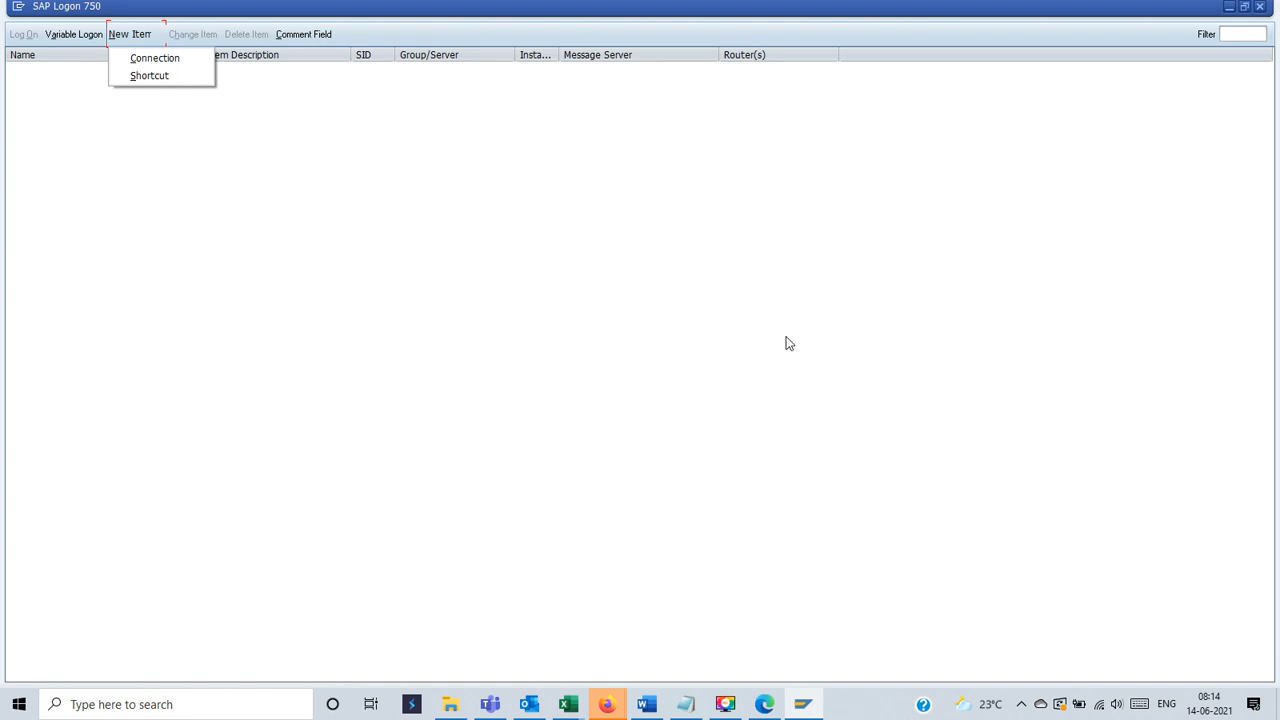 SAP Logon 750
Log On Variable Logon New Item Change Item Delete Item Comment Field Filter
Name em Description SID Group/Server Insta... Message Server Router(s)
Connection
Shortcut
Type here to search 23°C ENG 08:14
14-06-2021